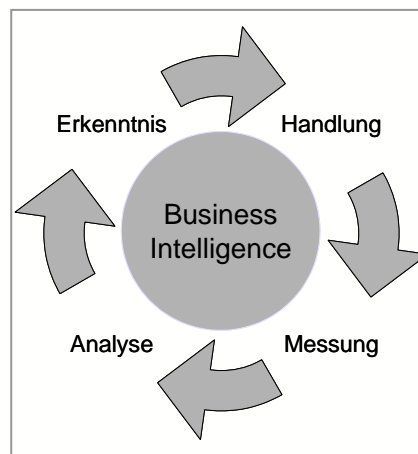 Erkenntnis
Handlung
Business
Intelligence
Analyse
Messung